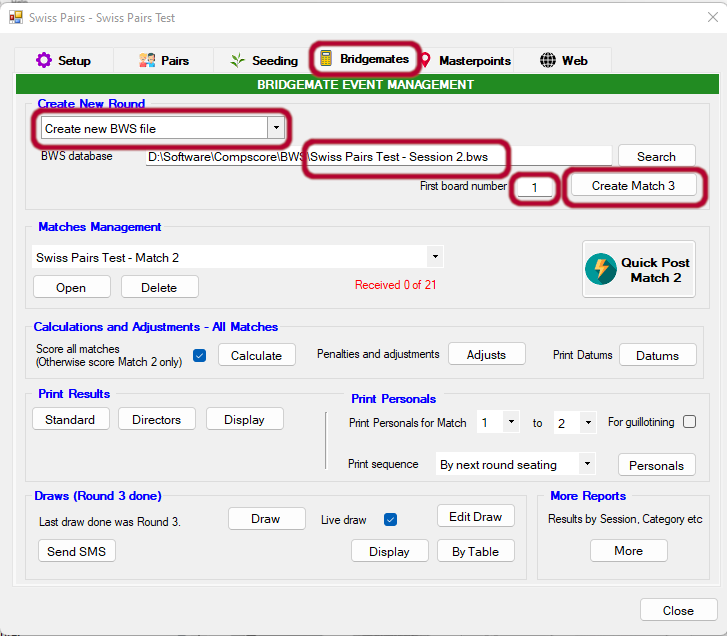 Swiss Pairs - Swiss Pairs Test
Setup
Pairs
Seeding
Bridgemates
Masterpoints
Web
BRIDGEMATE EVENT MANAGEMENT
Create New Round
Create new BWS file
BWS database
D:\Software\Compscore\BWS\Swiss Pairs Test - Session 2.bws
Search
First board number
1
Create Match 3
Matches Management
Swiss Pairs Test - Match 2
Open
Delete
Received 0 of 21
Quick Post
Match 2
Calculations and Adjustments - All Matches
Score all matches
(Otherwise score Match 2 only)
Calculate
Penalties and adjustments
Adjusts
Print Datums
Datums
Print Results
Standard
Directors
Display
Print Personals
Print Personals for Match
1
to
2
For guillotining
Print sequence
By next round seating
Personals
Draws (Round 3 done)
Last draw done was Round 3.
Draw
Live draw
Edit Draw
Send SMS
Display
By Table
More Reports
Results by Session, Category etc
More
Close